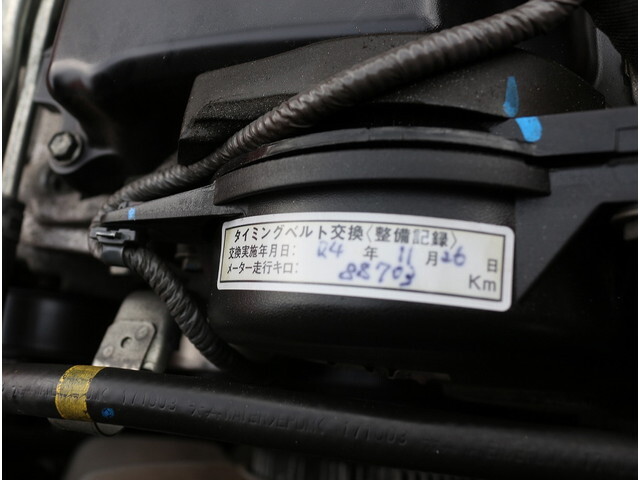 タイミングベルト交換〈整備記録〉
交換実施年月日: 24 年 11 月 26 日
メーター走行キロ: 88703 Km